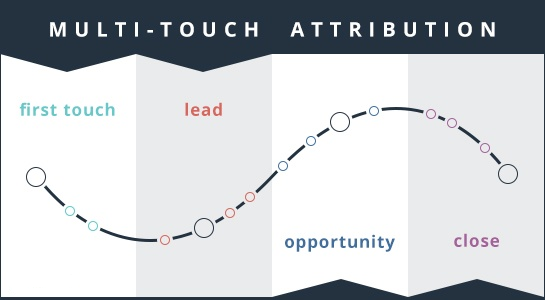 MULTI-TOUCH ATTRIBUTION
first touch
lead
opportunity
close